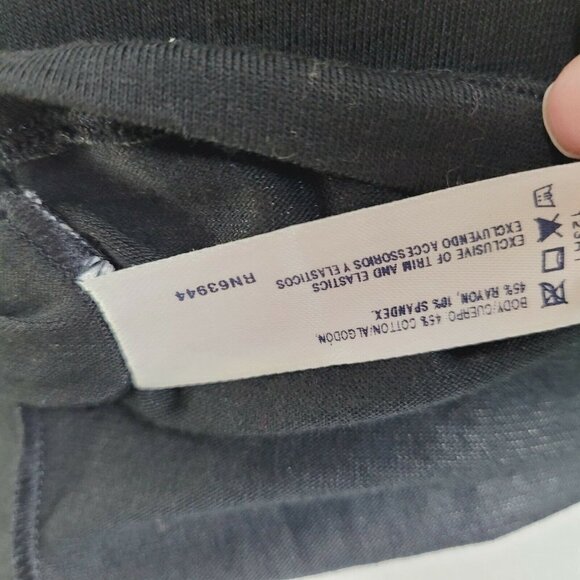 BODY/CUERPO: 45% COTTON/ALGODON,
45% RAYON, 10% SPANDEX.
EXCLUSIVE OF TRIM AND ELASTICS
EXCLUYENDO ACCESSORIOS Y ELASTICOS
RN63944